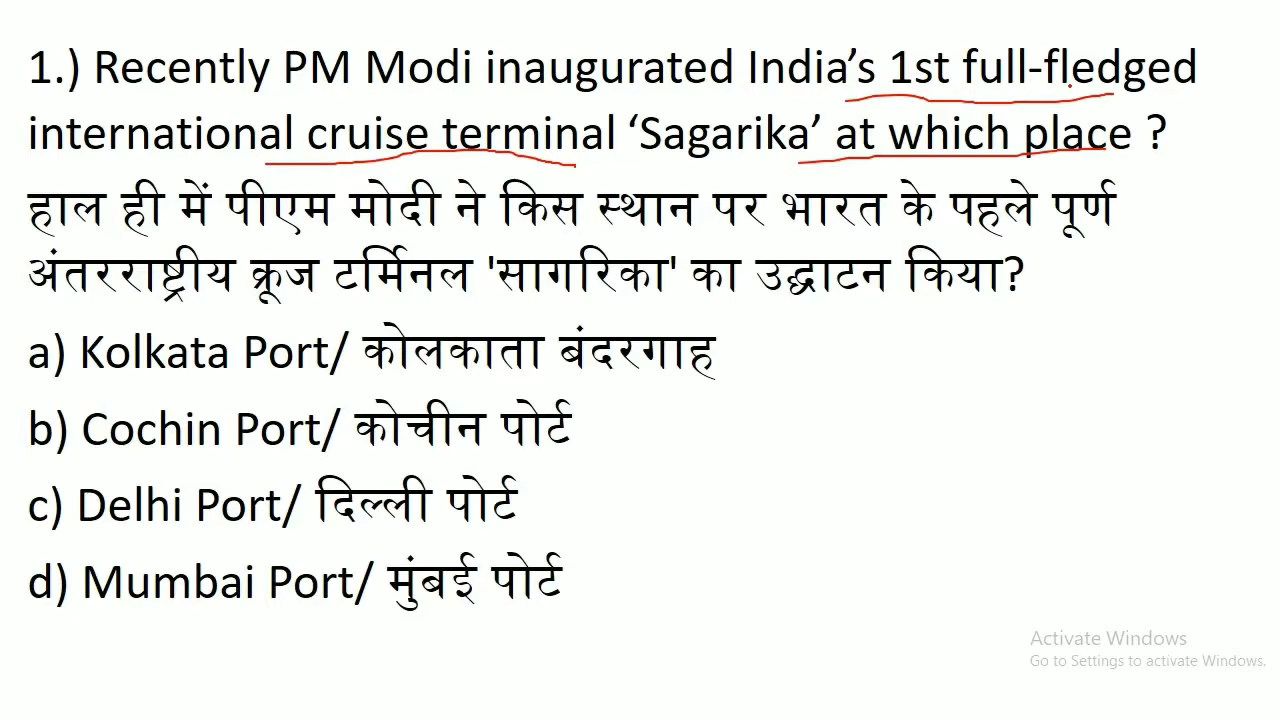 1.) Recently PM Modi inaugurated India’s 1st full-fledged
international cruise terminal ‘Sagarika’ at which place ?
हाल ही में पीएम मोदी ने किस स्थान पर भारत के पहले पूर्ण
अंतरराष्ट्रीय क्रूज टर्मिनल 'सागरिका' का उद्घाटन किया?
a) Kolkata Port/ कोलकाता बंदरगाह
b) Cochin Port/ कोचीन पोर्ट
c) Delhi Port/ दिल्ली पोर्ट
d) Mumbai Port/ मुंबई पोर्ट
Activate Windows
Go to Settings to activate Windows.